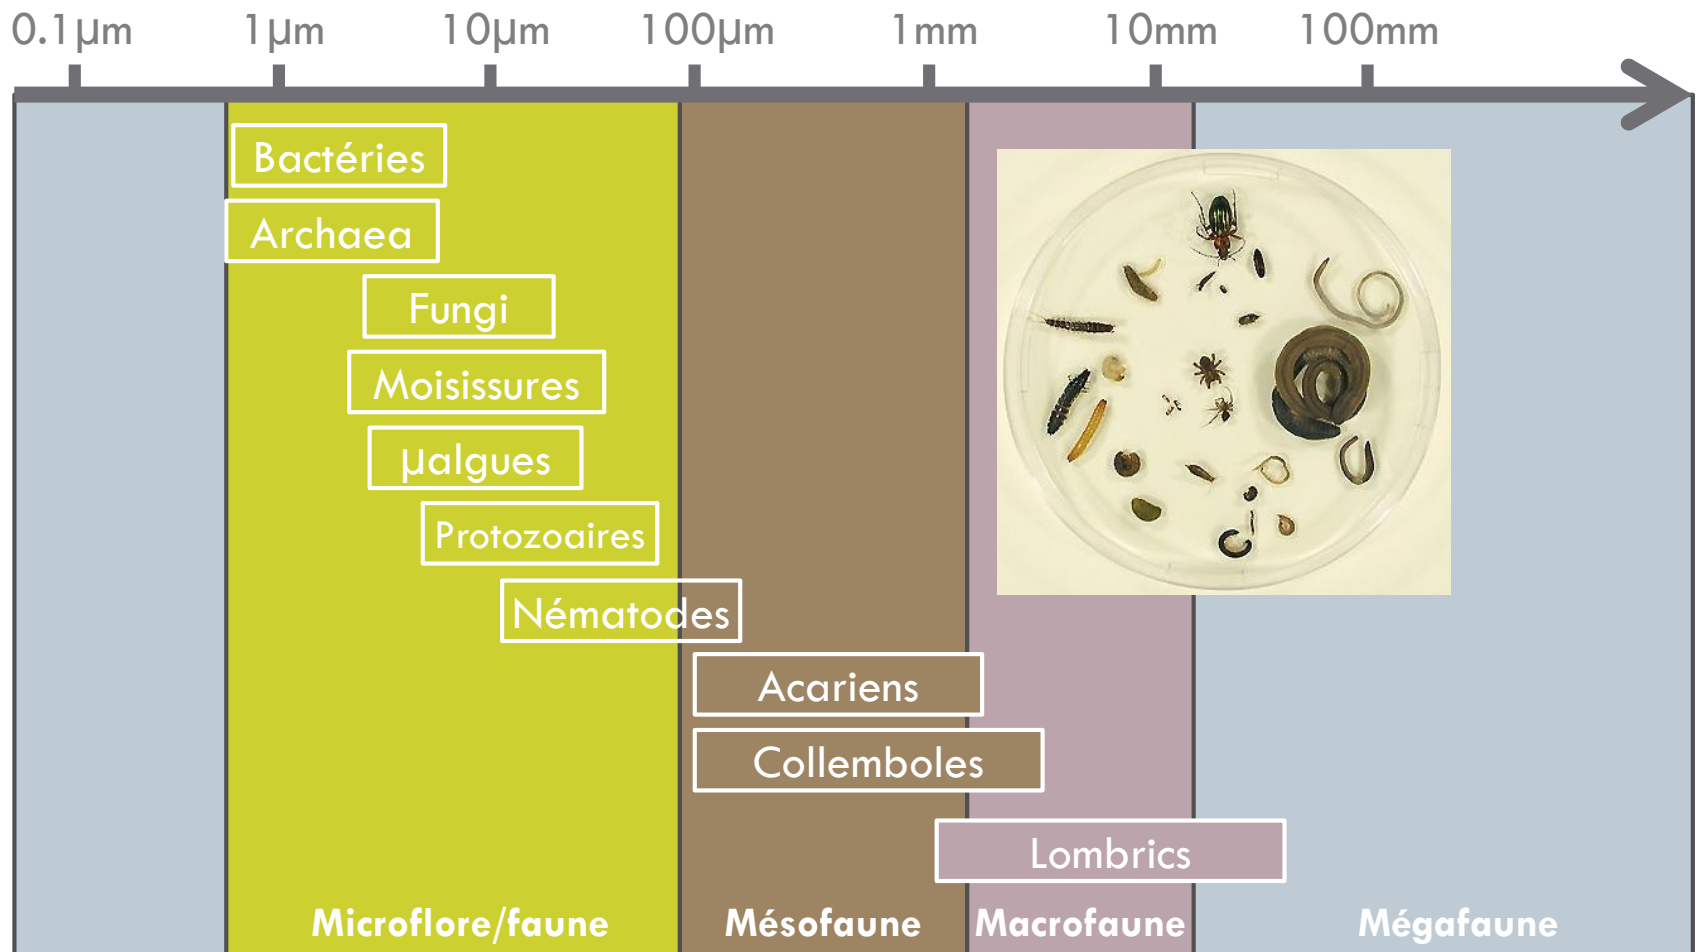 0.1µm 1µm 10µm 100µm 1mm 10mm 100mm
Bactéries
Archaea
Fungi
Moisissures
µalgues
Protozoaires
Nématodes
Acariens
Collemboles
Lombrics
Microflore/faune Mésofaune Macrofaune Mégafaune